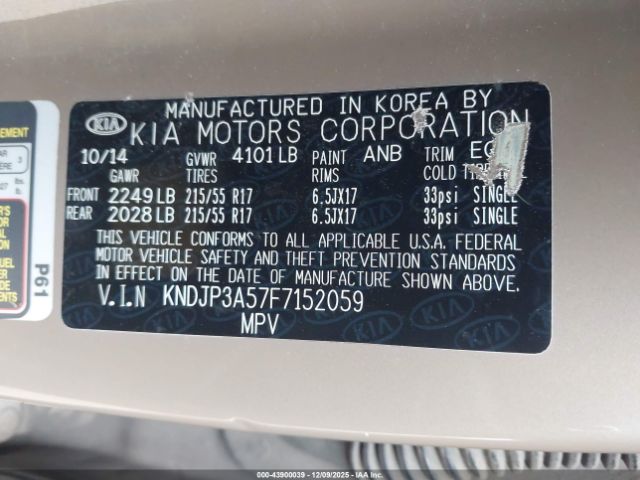 MANUFACTURED IN KOREA BY
KIA KIA MOTORS CORPORATION
10/14 GVWR 4101 LB PAINT ANB TRIM
GAWR TIRES RIMS COLD
FRONT 2249 LB 215/55 R17 6.5JX17 33psi SINGLE
REAR 2028 LB 215/55 R17 6.5JX17 33psi SINGLE
THIS VEHICLE CONFORMS TO ALL APPLICABLE U.S.A. FEDERAL
MOTOR VEHICLE SAFETY AND THEFT PREVENTION STANDARDS
IN EFFECT ON THE DATE OF MANUFACTURE SHOWN ABOVE.
V.I.N KNDJP3A57F7152059
MPV
P61
000-43900039 - 12/09/2025 - IAA Inc.